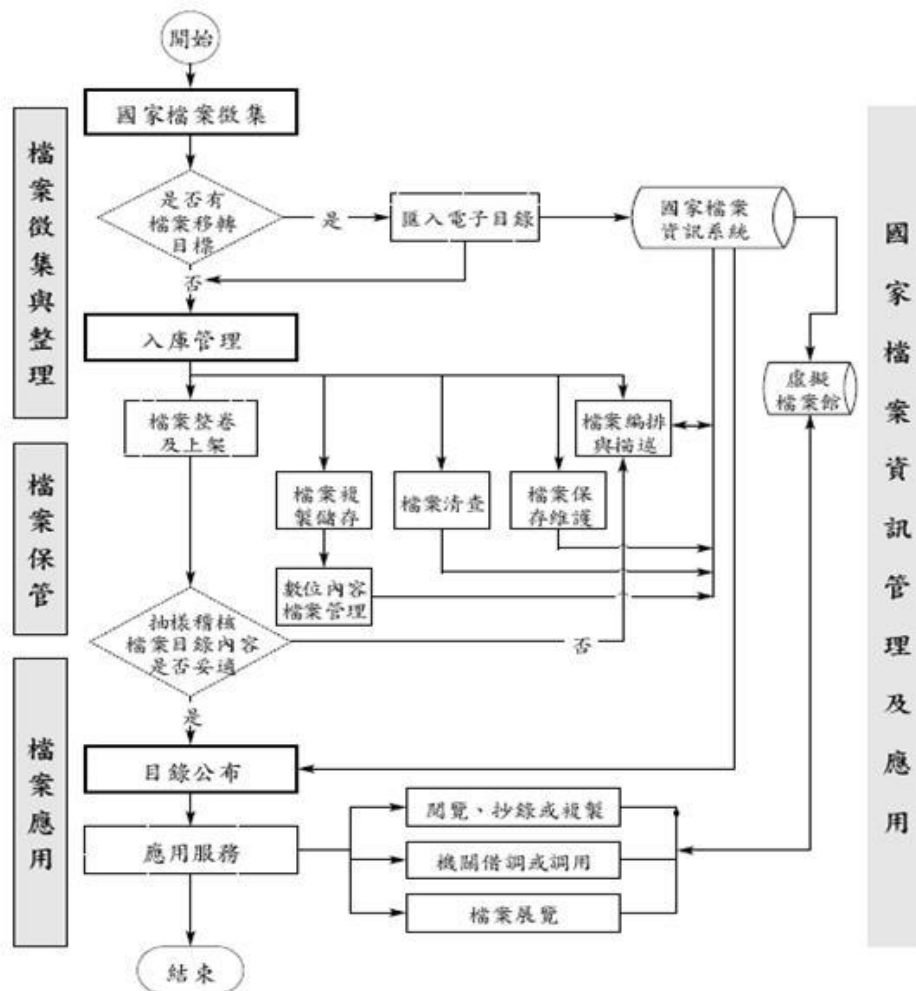 開始
國家檔案徵集
檔案徵集與整理
是否有
檔案移轉
目標
是
匯入電子目錄
國家檔案
資訊系統
否
入庫管理
虛擬
檔案館
檔案整卷
及上架
檔案編排
與描述
檔案複
製儲存
檔案清查
檔案保
存維護
檔案保管
數位內容
檔案管理
抽樣稽核
檔案目錄內容
是否妥適
否
是
檔案應用
目錄公布
應用服務
閱覽、抄錄或複製
機關借調或調用
檔案展覽
結束
國家檔案資訊管理及應用